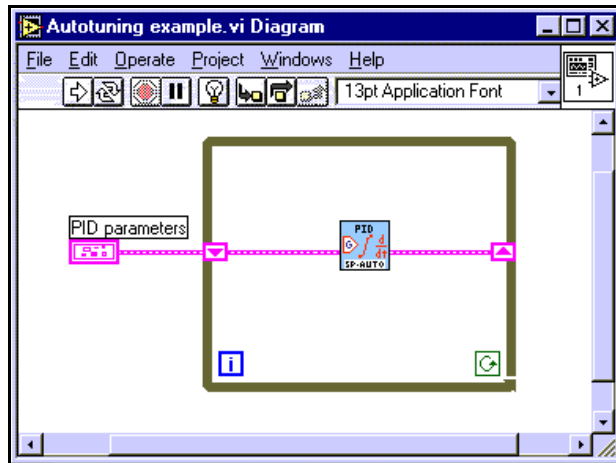 Autotuning example.vi Diagram
File Edit Operate Project Windows Help
13pt Application Font
1
PID parameters
PID
G ∫ d/dt
SP-AUTO
i